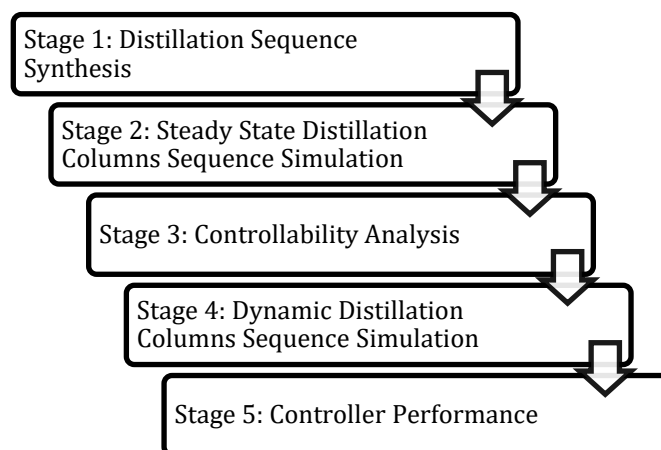 Stage 1: Distillation Sequence
Synthesis
Stage 2: Steady State Distillation
Columns Sequence Simulation
Stage 3: Controllability Analysis
Stage 4: Dynamic Distillation
Columns Sequence Simulation
Stage 5: Controller Performance